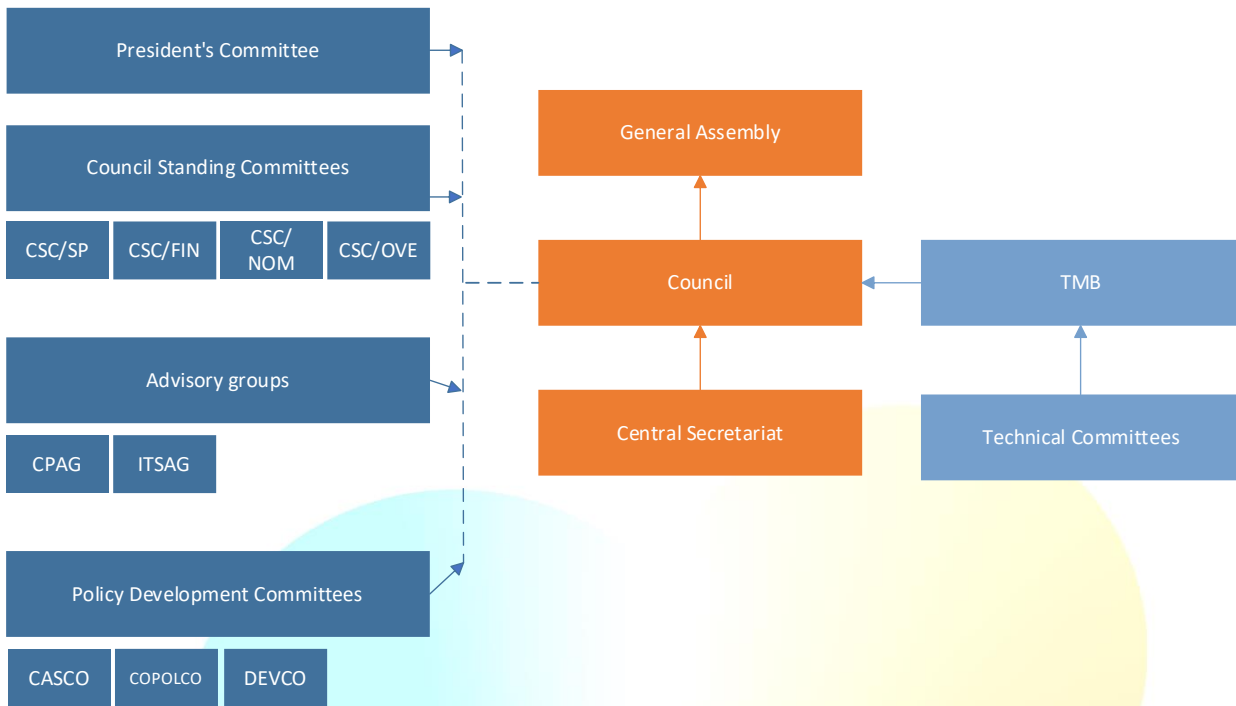 President's Committee
Council Standing Committees
CSC/SP
CSC/FIN
CSC/
NOM
CSC/OVE
Advisory groups
CPAG
ITSAG
Policy Development Committees
CASCO
COPOLCO
DEVCO
General Assembly
Council
Central Secretariat
TMB
Technical Committees